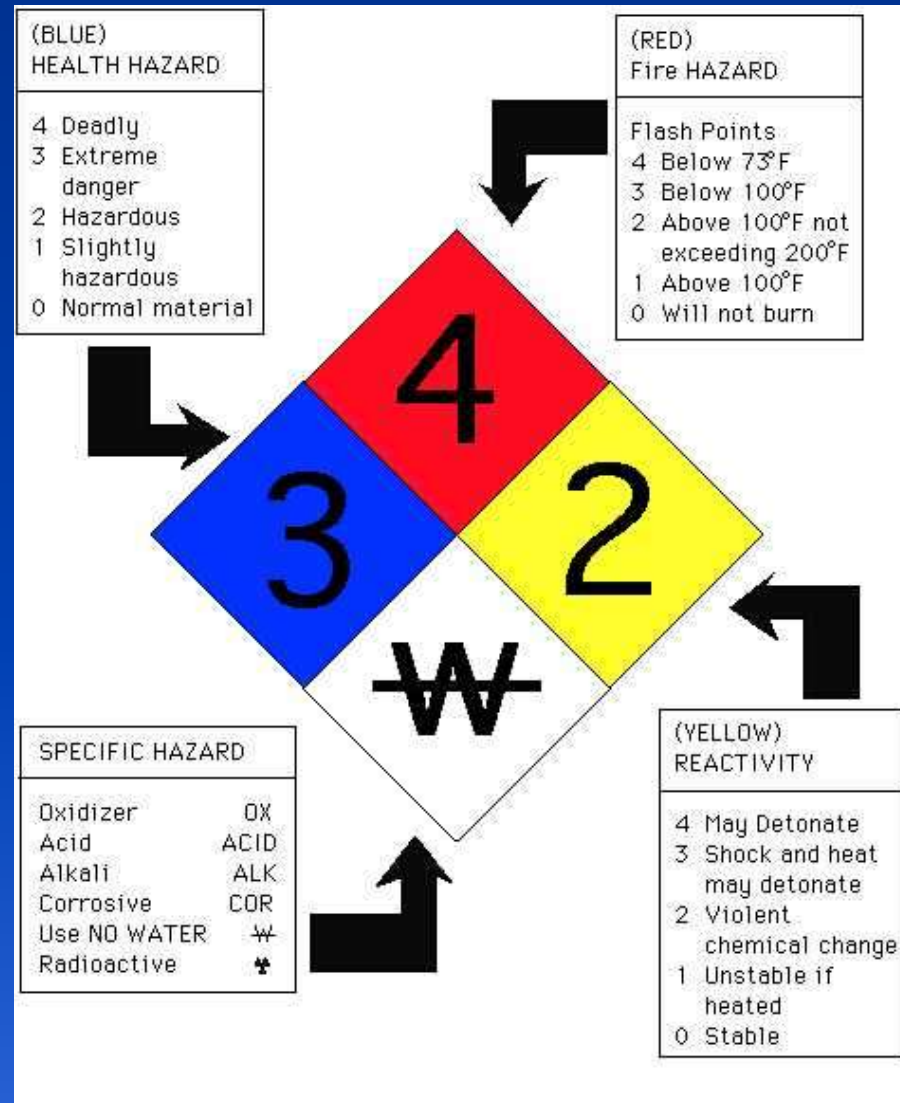 (BLUE)
HEALTH HAZARD
4 Deadly
3 Extreme
danger
2 Hazardous
1 Slightly
hazardous
0 Normal material
(RED)
Fire HAZARD
Flash Points
4 Below 73°F
3 Below 100°F
2 Above 100°F not
exceeding 200°F
1 Above 100°F
0 Will not burn
4
3
2
W
SPECIFIC HAZARD
Oxidizer OX
Acid ACID
Alkali ALK
Corrosive COR
Use NO WATER W
Radioactive
(YELLOW)
REACTIVITY
4 May Detonate
3 Shock and heat
may detonate
2 Violent
chemical change
1 Unstable if
heated
0 Stable